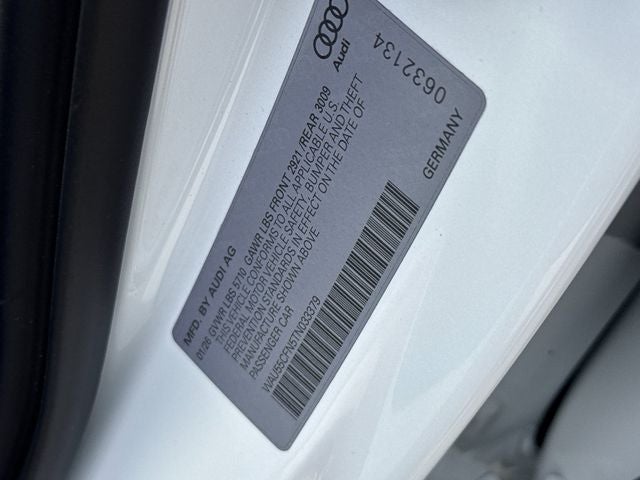 Audi
0632134
MFD. BY AUDI AG
01/26 GVWR LBS 5710 GAWR LBS FRONT 2921 /REAR 3009
THIS VEHICLE CONFORMS TO ALL APPLICABLE U.S.
FEDERAL MOTOR VEHICLE SAFETY, BUMPER AND THEFT
PREVENTION STANDARDS IN EFFECT ON THE DATE OF
MANUFACTURE SHOWN ABOVE
PASSENGER CAR
GERMANY
WAU55CFN5TN033379